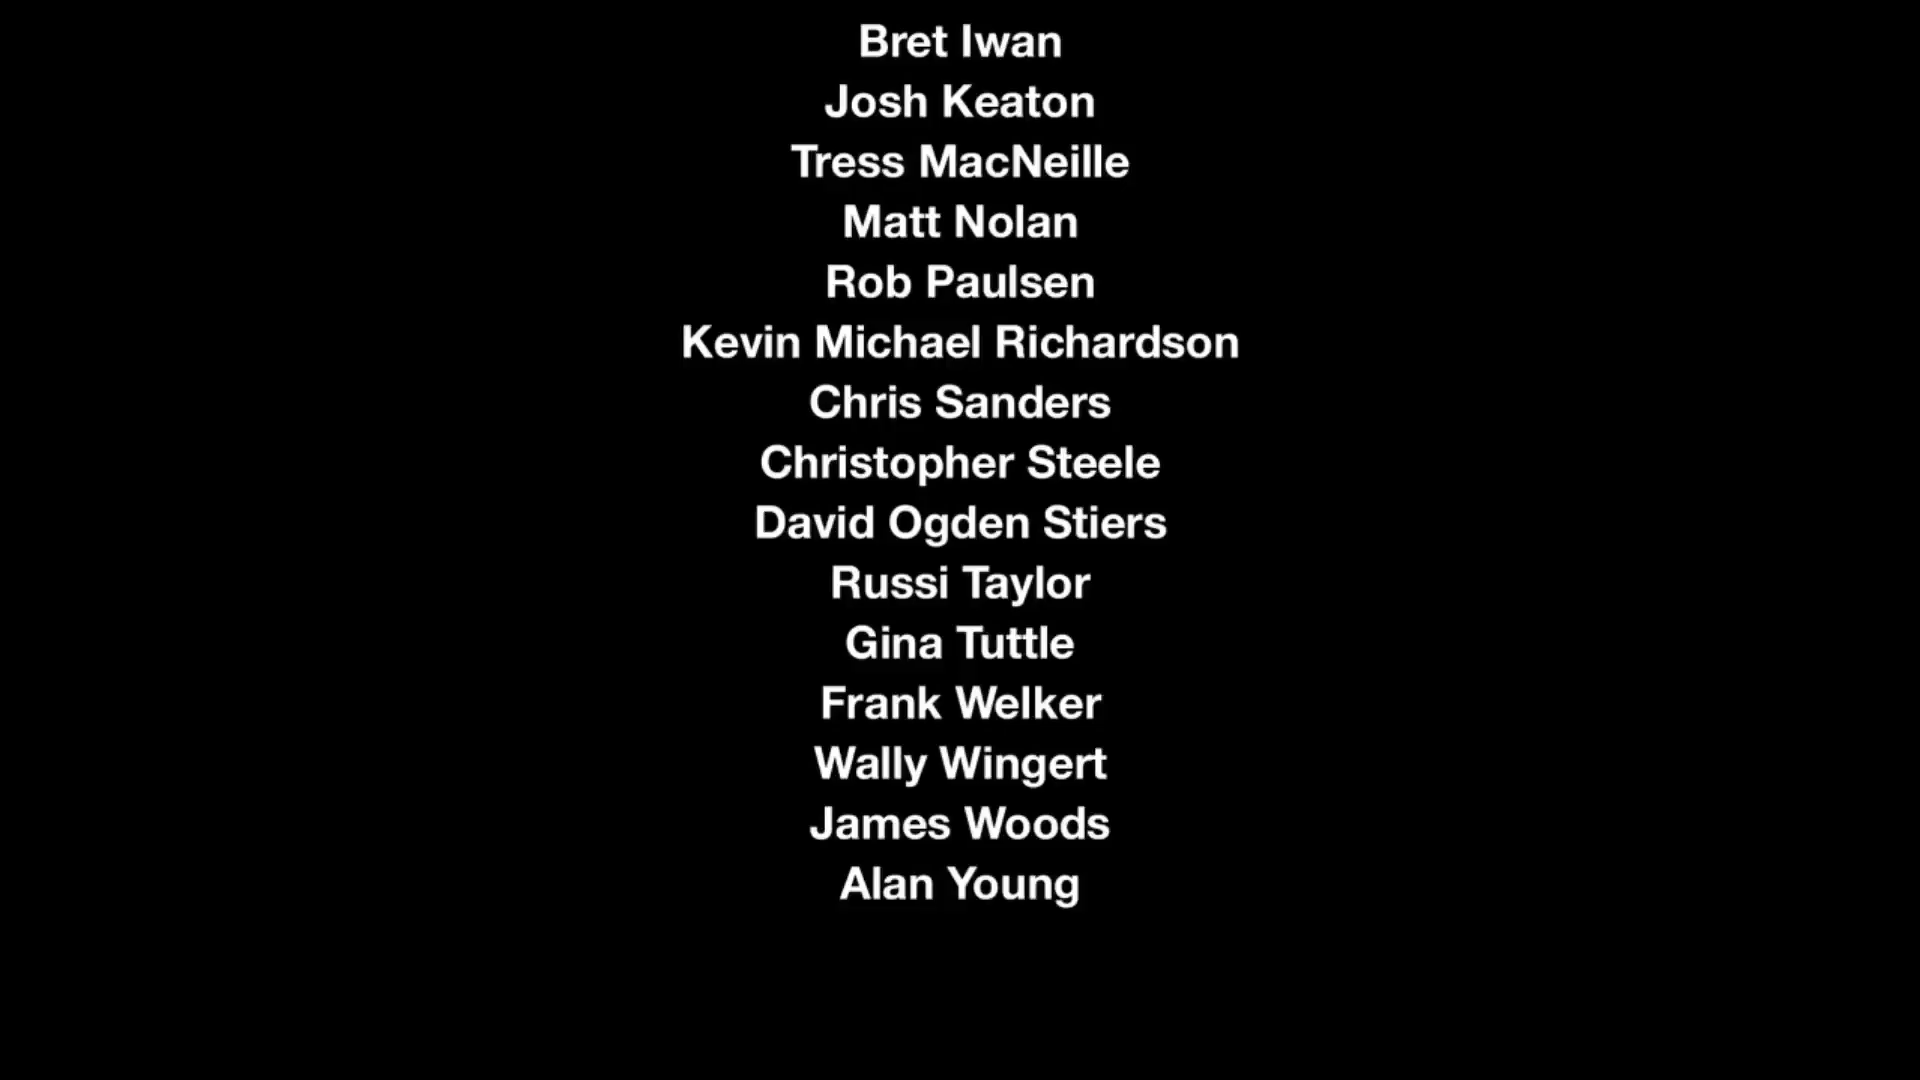 Bret Iwan
Josh Keaton
Tress MacNeille
Matt Nolan
Rob Paulsen
Kevin Michael Richardson
Chris Sanders
Christopher Steele
David Ogden Stiers
Russi Taylor
Gina Tuttle
Frank Welker
Wally Wingert
James Woods
Alan Young